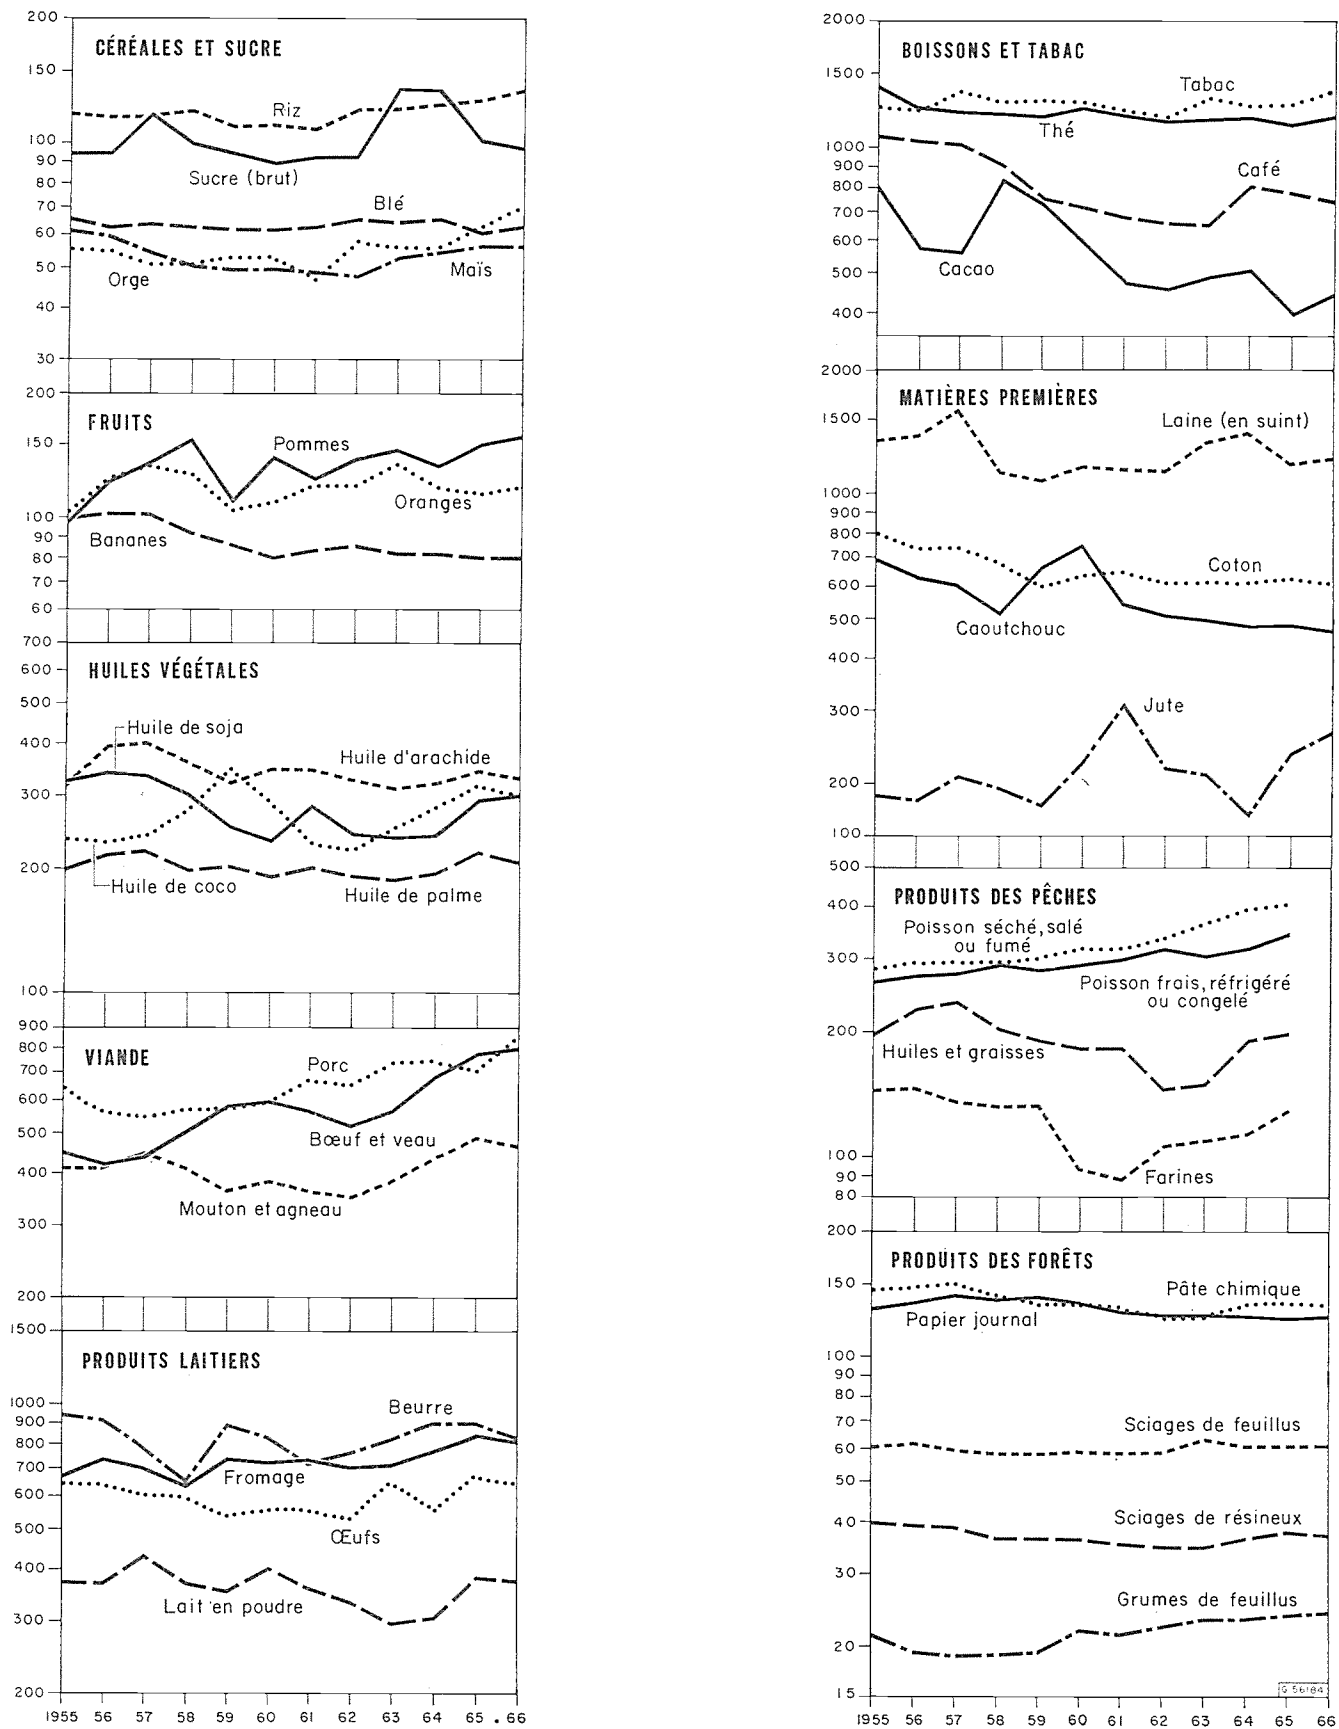 200
CÉRÉALES ET SUCRE
150
Riz
100
90
Sucre (brut)
80
70
Blé
60
50
Orge
Maïs
40
30
200
FRUITS
150
Pommes
Oranges
100
90
Bananes
80
70
60
700
600
HUILES VÉGÉTALES
500
Huile de soja
400
Huile d'arachide
300
200
Huile de coco
Huile de palme
100
900
800
VIANDE
Porc
700
600
500
Bœuf et veau
400
Mouton et agneau
300
200
1500
PRODUITS LAITIERS
1000
Beurre
900
800
700
Fromage
600
500
Œufs
400
Lait en poudre
300
200
1955 56 57 58 59 60 61 62 63 64 65 . 66
2000
BOISSONS ET TABAC
1500
Tabac
Thé
1000
900
Café
800
700
600
Cacao
500
400
2000
MATIÈRES PREMIÈRES
1500
Laine (en suint)
1000
900
800
700
Coton
600
500
Caoutchouc
400
300
Jute
200
100
500
PRODUITS DES PÊCHES
400
Poisson séché, salé
ou fumé
300
Poisson frais, réfrigéré
ou congelé
200
Huiles et graisses
100
90
Farines
80
200
PRODUITS DES FORÊTS
150
Pâte chimique
Papier journal
100
90
80
70
Sciages de feuillus
60
50
40
Sciages de résineux
30
Grumes de feuillus
20
G 56184
15
1955 56 57 58 59 60 61 62 63 64 65 66